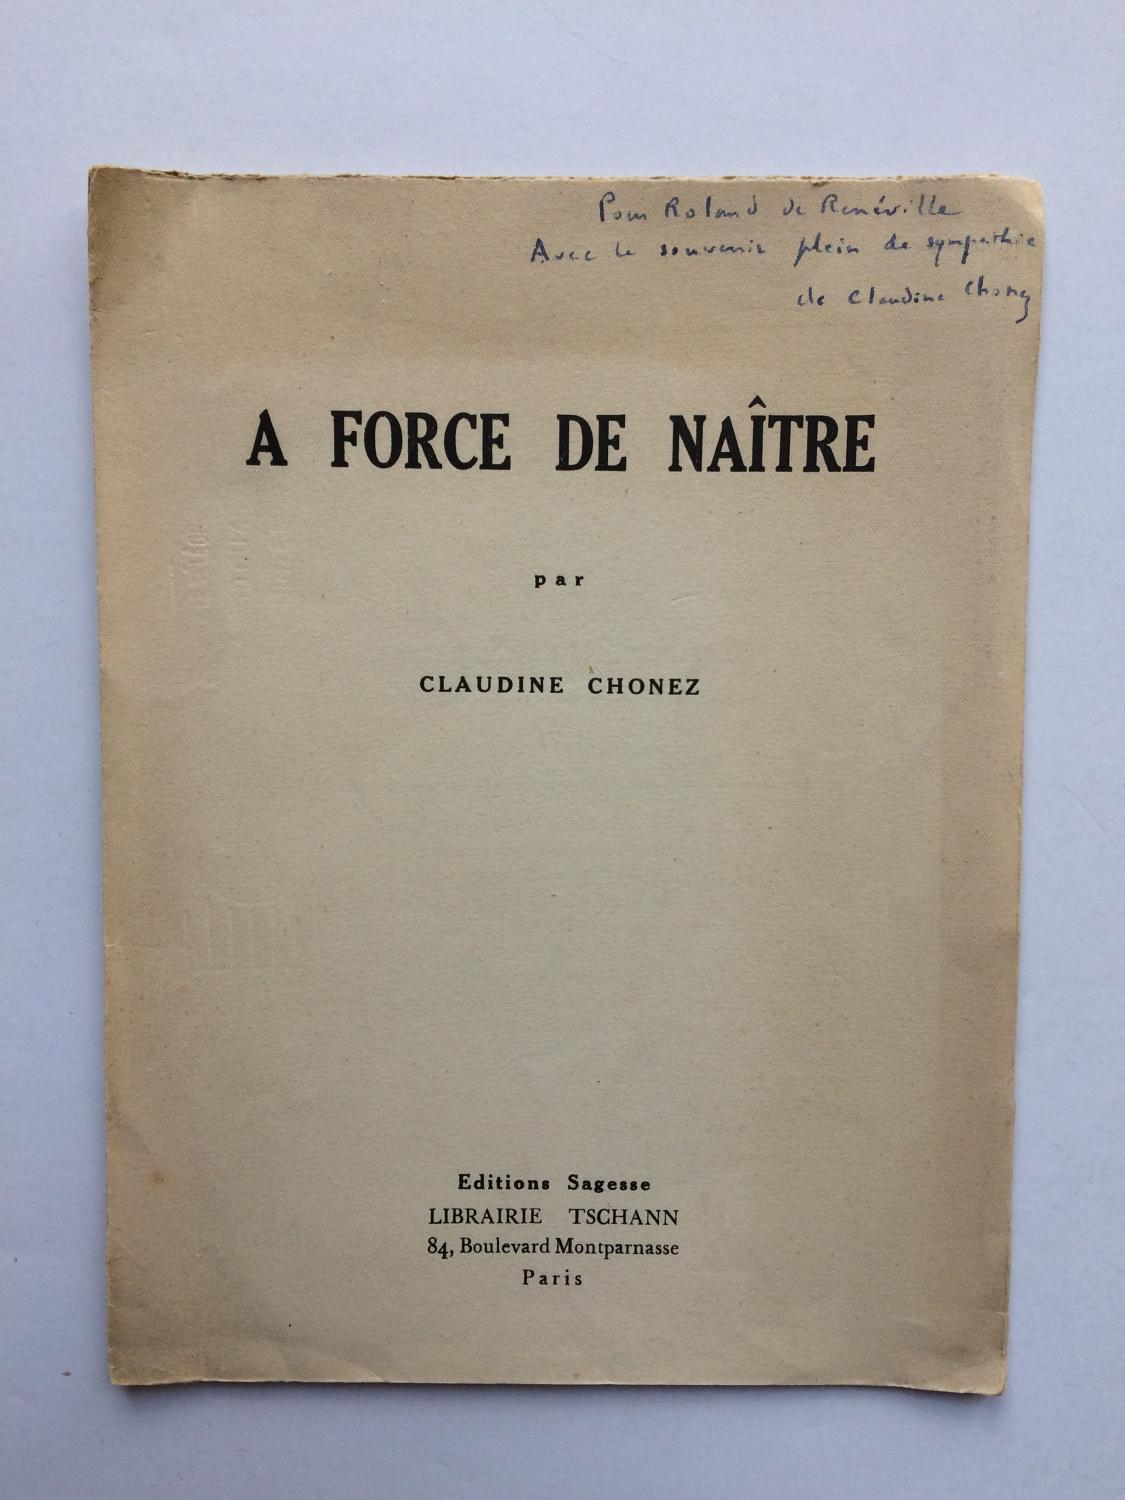 Pour Roland de Renéville
Avec le souvenir plein de sympathie
de Claudine Chonez
A FORCE DE NAÎTRE
par
CLAUDINE CHONEZ
Editions Sagesse
LIBRAIRIE TSCHANN
84, Boulevard Montparnasse
Paris